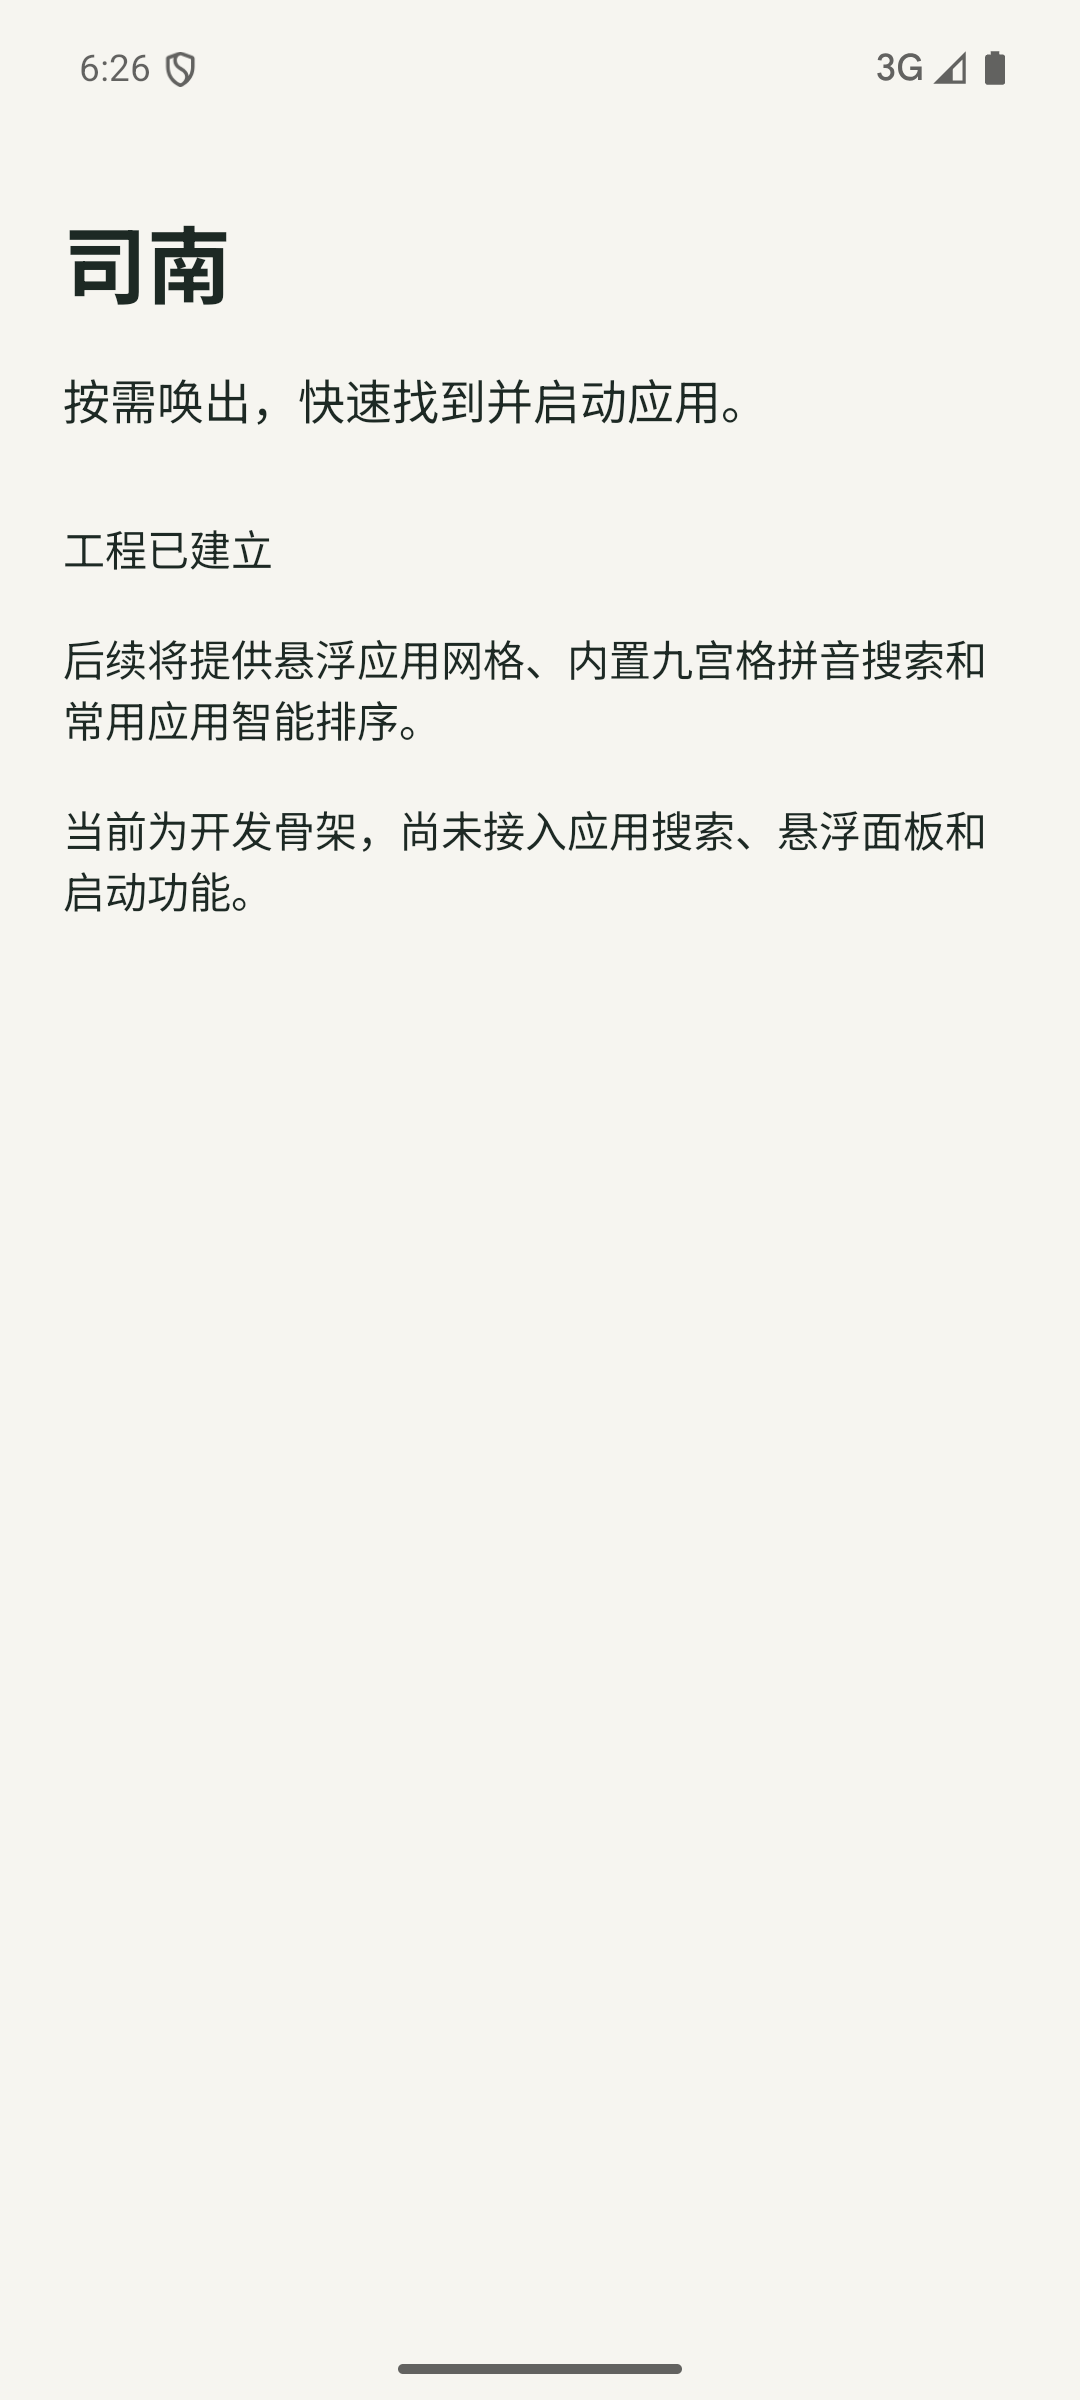 6:26
3G
司南
按需唤出，快速找到并启动应用。
工程已建立
后续将提供悬浮应用网格、内置九宫格拼音搜索和
常用应用智能排序。
当前为开发骨架，尚未接入应用搜索、悬浮面板和
启动功能。